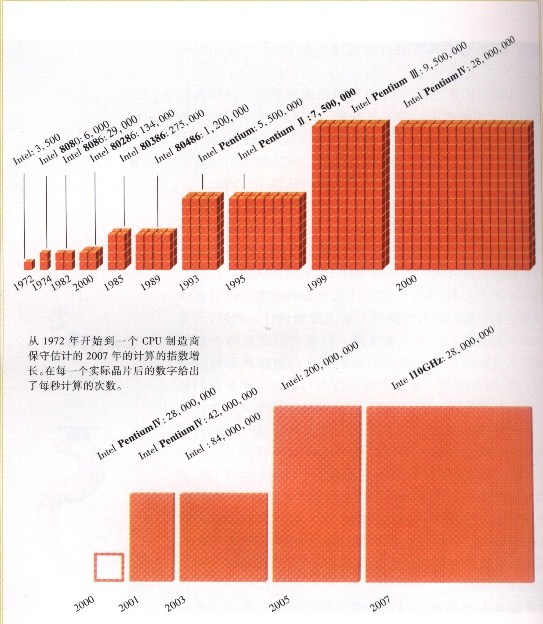 Intel: 3, 500
Intel 8080: 6, 000
Intel 8086: 29, 000
Intel 80286: 134, 000
Intel 80386: 275, 000
Intel 80486: 1, 200, 000
Intel Pentium: 5, 500, 000
Intel Pentium Ⅱ: 7, 500, 000
Intel Pentium Ⅲ: 9, 500, 000
Intel PentiumⅣ: 28, 000, 000
1972
1974
1982
2000
1985
1989
1993
1995
1999
2000
从 1972 年开始到一个 CPU 制造商
保守估计的 2007 年的计算的指数增
长。在每一个实际晶片后的数字给出
了每秒计算的次数。
Intel PentiumⅣ: 28, 000, 000
Intel PentiumⅣ: 42, 000, 000
Intel : 84, 000, 000
Intel: 200, 000. 000
Inte l10GHz: 28, 000, 000
2000
2001
2003
2005
2007